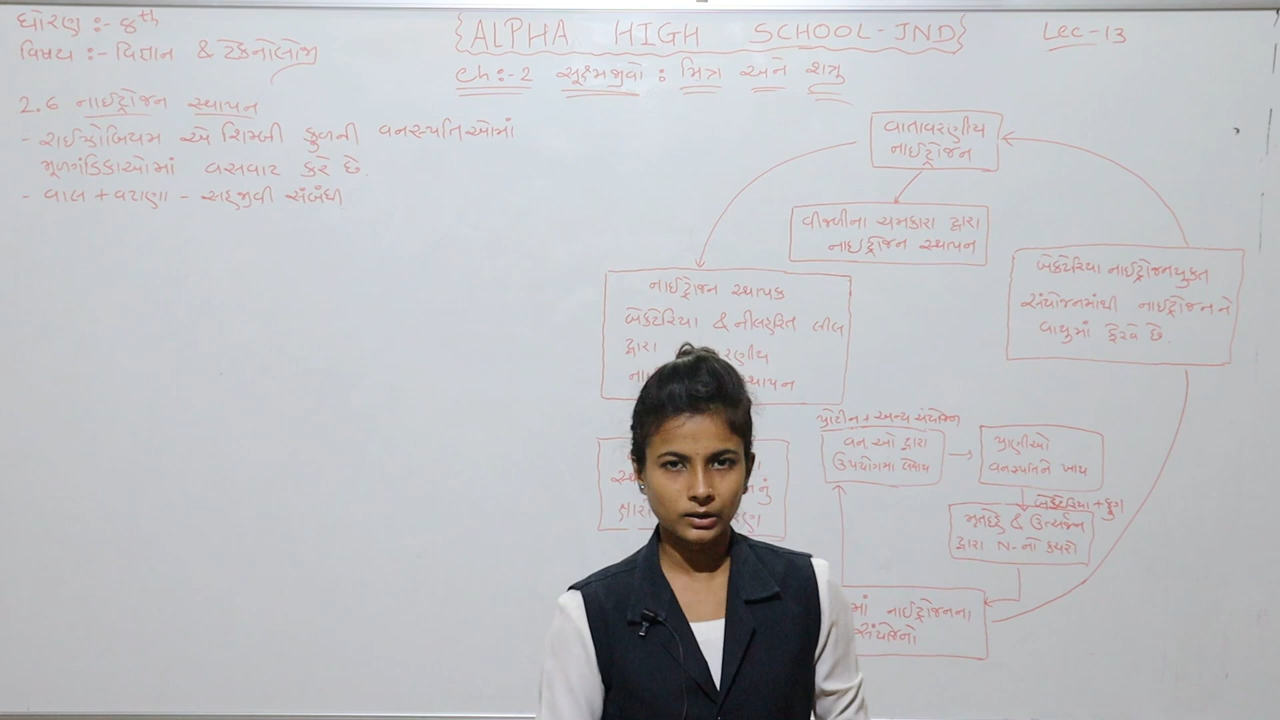 ધોરણ :- 8th
વિષય :- વિજ્ઞાન & ટેકનોલોજી
{ALPHA HIGH SCHOOL-JND}
Lec-13
Ch:-2 સૂક્ષ્મજીવો : મિત્ર અને શત્રુ
2.6 નાઈટ્રોજન સ્થાપન
- રાઈઝોબિયમ એ શિમ્બી કુળની વનસ્પતિઓમાં
મૂળગંડિકાઓમાં વસવાટ કરે છે.
- વાલ + વટાણા - સહજીવી સંબંધી
વાતાવરણીય
નાઈટ્રોજન
વીજળીના ચમકારા દ્વારા
નાઈટ્રોજન સ્થાપન
નાઈટ્રોજન સ્થાપક
બેક્ટેરિયા & નીલહરિત લીલ
દ્વારા
સ્થાપન
બેક્ટેરિયા નાઈટ્રોજનયુક્ત
સંયોજનમાંથી નાઈટ્રોજનને
વાયુમાં ફેરવે છે.
પ્રોટીન + અન્ય સંયોજન
વન.ઓ દ્વારા
ઉપયોગમાં લેવાય
પ્રાણીઓ
વનસ્પતિને ખાય
બેક્ટેરિયા + ફુગ
મૃતદેહ & ઉત્સર્જન
દ્વારા N-નો કચરો
માં નાઈટ્રોજનના
સંયોજનો